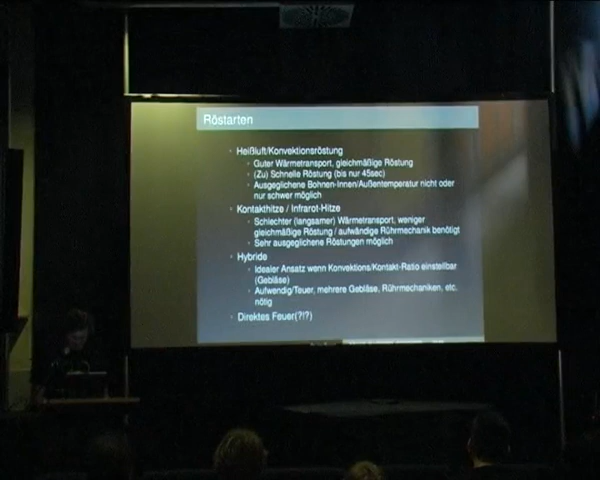 Röstarten
Heißluft/Konvektionsröstung
Guter Wärmetransport, gleichmäßige Röstung
(Zu) Schnelle Röstung (bis nur 45sec)
Ausgeglichene Bohnen-Innen/Außentemperatur nicht oder
nur schwer möglich
Kontakthitze / Infrarot-Hitze
Schlechter (langsamer) Wärmetransport, weniger
gleichmäßige Röstung / aufwändige Rührmechanik benötigt
Sehr ausgeglichene Röstungen möglich
Hybride
Idealer Ansatz wenn Konvektions/Kontakt-Ratio einstellbar
(Gebläse)
Aufwendig/Teuer, mehrere Gebläse, Rührmechaniken, etc.
nötig
Direktes Feuer(?!?)